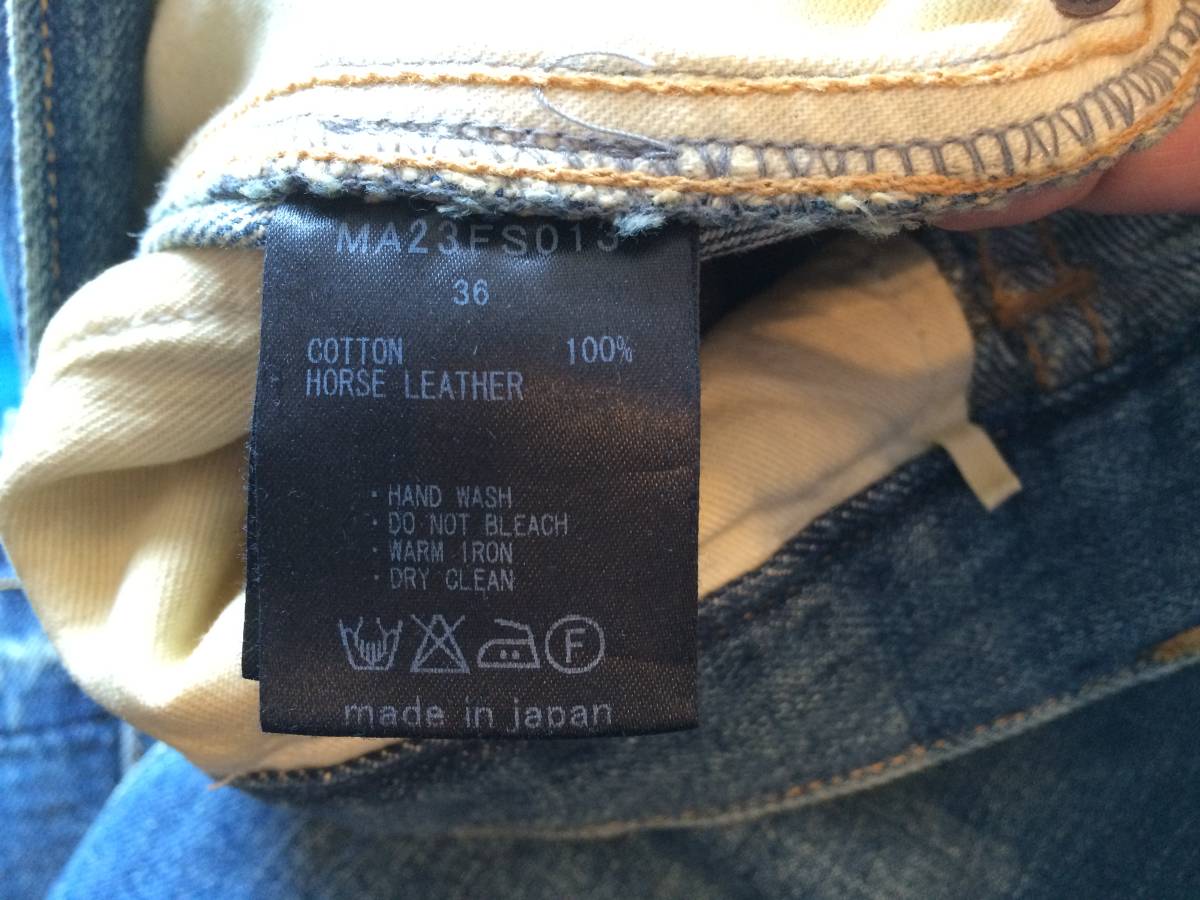 MA23FS013
36
COTTON 100%
HORSE LEATHER
・HAND WASH
・DO NOT BLEACH
・WARM IRON
・DRY CLEAN
F
made in japan